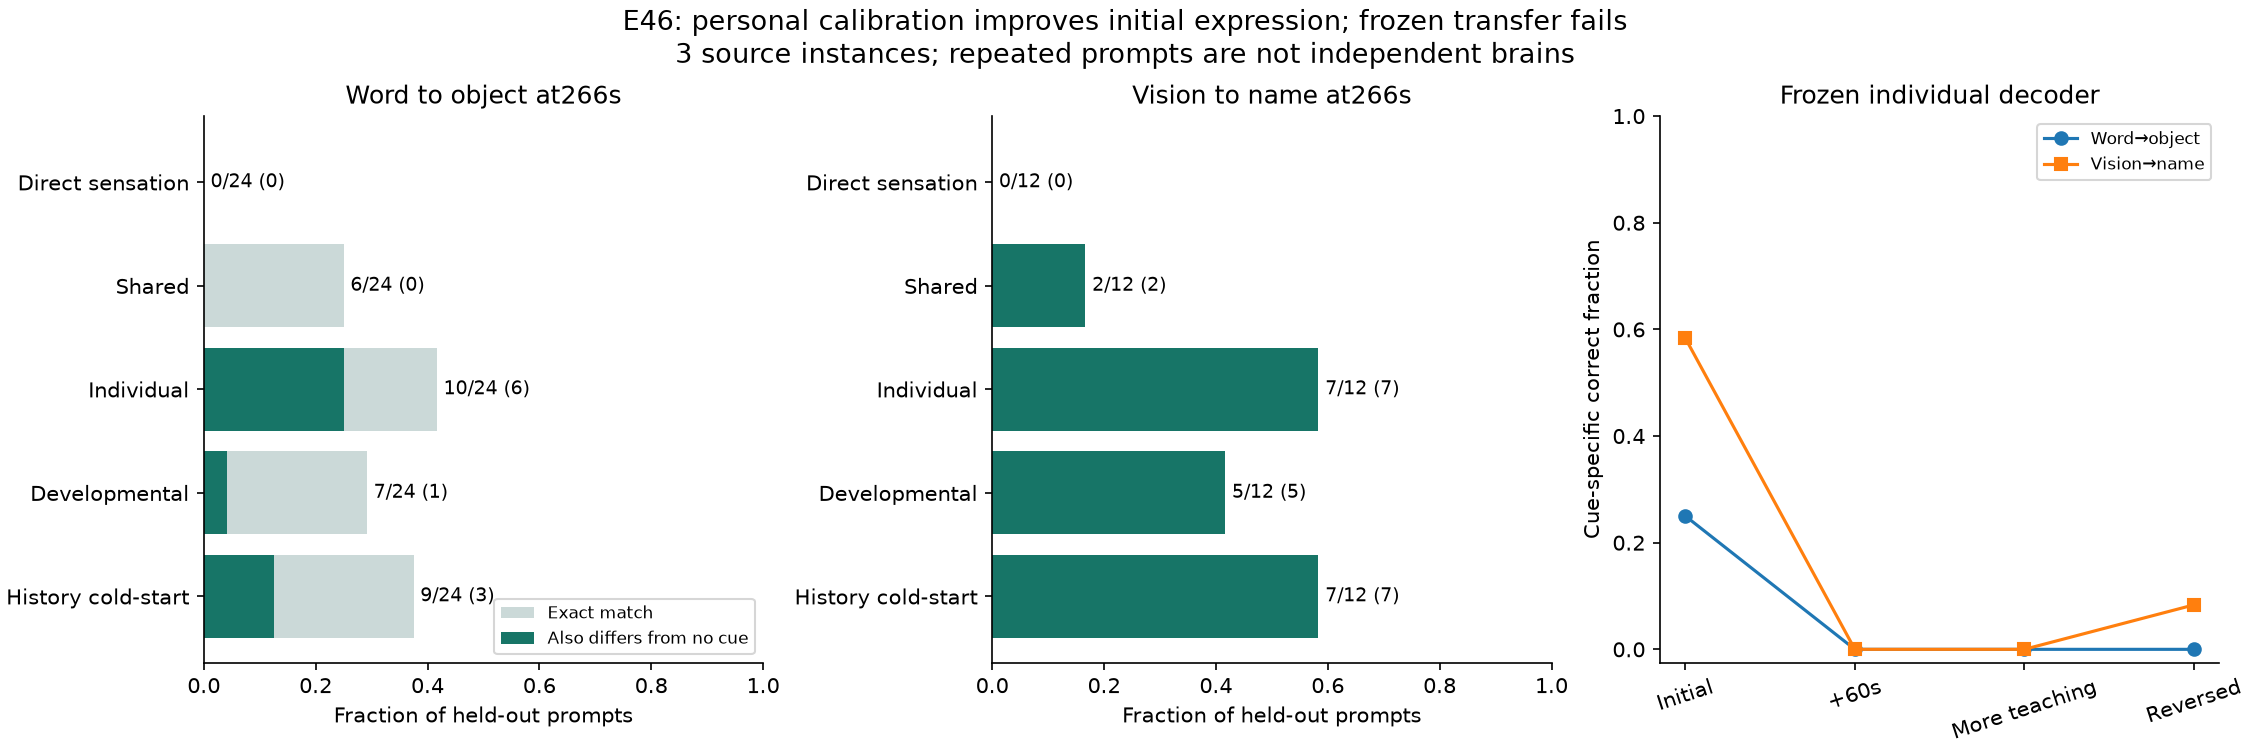 E46: personal calibration improves initial expression; frozen transfer fails
3 source instances; repeated prompts are not independent brains
Word to object at266s
Direct sensation
0/24 (0)
Shared
6/24 (0)
Individual
10/24 (6)
Developmental
7/24 (1)
History cold-start
9/24 (3)
Exact match
Also differs from no cue
0.0 0.2 0.4 0.6 0.8 1.0
Fraction of held-out prompts
Vision to name at266s
Direct sensation
0/12 (0)
Shared
2/12 (2)
Individual
7/12 (7)
Developmental
5/12 (5)
History cold-start
7/12 (7)
0.0 0.2 0.4 0.6 0.8 1.0
Fraction of held-out prompts
Frozen individual decoder
Word→object
Vision→name
Cue-specific correct fraction
1.0
0.8
0.6
0.4
0.2
0.0
Initial
+60s
More teaching
Reversed